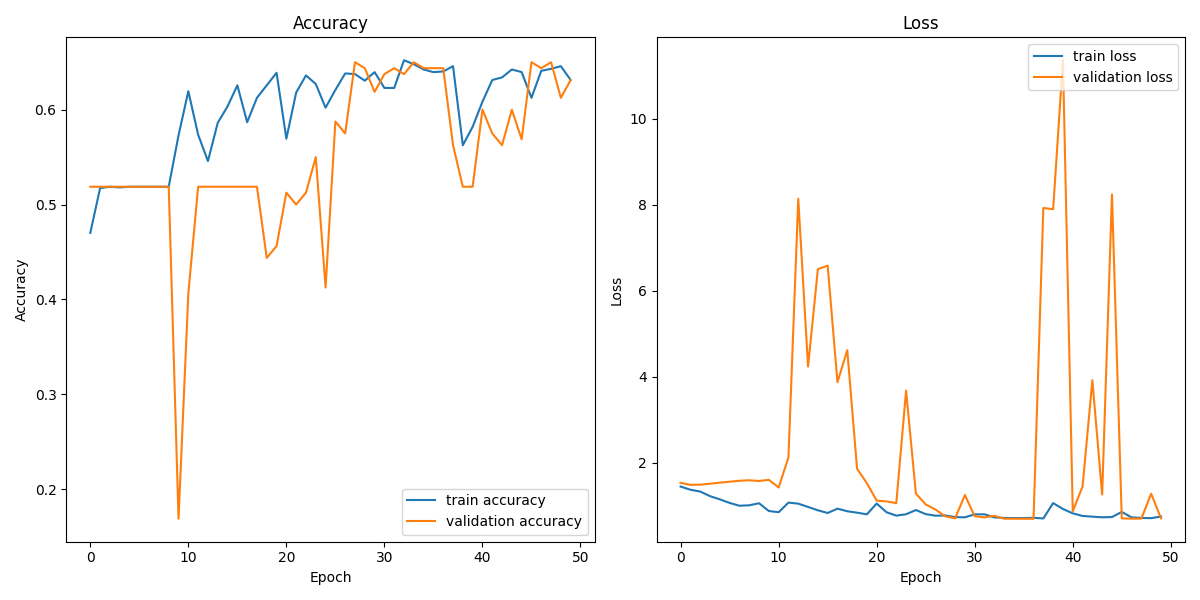 Accuracy
Accuracy
0.6
0.5
0.4
0.3
0.2
train accuracy
validation accuracy
0 10 20 30 40 50
Epoch
Loss
Loss
10
8
6
4
2
train loss
validation loss
0 10 20 30 40 50
Epoch